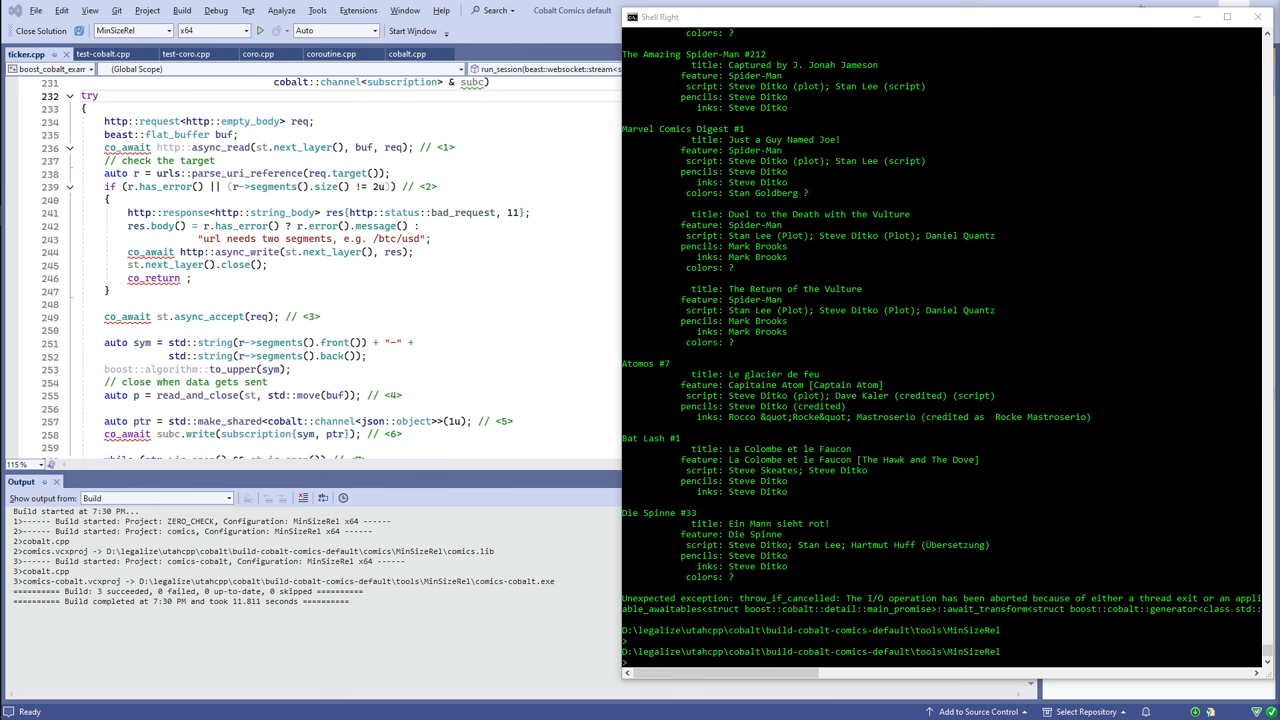 File Edit View Git Project Build Debug Test Analyze Tools Extensions Window Help Search Cobalt Comics default
Close Solution MinSizeRel x64 Auto Start Window
ticker.cpp test-cobalt.cpp test-coro.cpp coro.cpp coroutine.cpp cobalt.cpp
boost_cobalt_exam (Global Scope) run_session(beast::websocket::stream<s
231 cobalt::channel<subscription> & subc)
232 try
233 {
234 http::request<http::empty_body> req;
235 beast::flat_buffer buf;
236 co_await http::async_read(st.next_layer(), buf, req); // <1>
237 // check the target
238 auto r = urls::parse_uri_reference(req.target());
239 if (r.has_error() || (r->segments().size() != 2u)) // <2>
240 {
241 http::response<http::string_body> res{http::status::bad_request, 11};
242 res.body() = r.has_error() ? r.error().message() :
243 "url needs two segments, e.g. /btc/usd";
244 co_await http::async_write(st.next_layer(), res);
245 st.next_layer().close();
246 co_return ;
247 }
248
249 co_await st.async_accept(req); // <3>
250
251 auto sym = std::string(r->segments().front()) + "-" +
252 std::string(r->segments().back());
253 boost::algorithm::to_upper(sym);
254 // close when data gets sent
255 auto p = read_and_close(st, std::move(buf)); // <4>
256
257 auto ptr = std::make_shared<cobalt::channel<json::object>>(1u); // <5>
258 co_await subc.write(subscription{sym, ptr}); // <6>
259
115 %
Output
Show output from: Build
Build started at 7:30 PM...
1>------ Build started: Project: ZERO_CHECK, Configuration: MinSizeRel x64 ------
2>------ Build started: Project: comics, Configuration: MinSizeRel x64 ------
2>cobalt.cpp
2>comics.vcxproj -> D:\legalize\utahcpp\cobalt\build-cobalt-comics-default\comics\MinSizeRel\comics.lib
3>------ Build started: Project: comics-cobalt, Configuration: MinSizeRel x64 ------
3>cobalt.cpp
3>comics-cobalt.vcxproj -> D:\legalize\utahcpp\cobalt\build-cobalt-comics-default\tools\MinSizeRel\comics-cobalt.exe
========== Build: 3 succeeded, 0 failed, 0 up-to-date, 0 skipped ==========
========== Build completed at 7:30 PM and took 11.811 seconds ==========
Shell Right
colors: ?
The Amazing Spider-Man #212
title: Captured by J. Jonah Jameson
feature: Spider-Man
script: Steve Ditko (plot); Stan Lee (script)
pencils: Steve Ditko
inks: Steve Ditko
Marvel Comics Digest #1
title: Just a Guy Named Joe!
feature: Spider-Man
script: Steve Ditko (plot); Stan Lee (script)
pencils: Steve Ditko
inks: Steve Ditko
colors: Stan Goldberg ?
title: Duel to the Death with the Vulture
feature: Spider-Man
script: Stan Lee (Plot); Steve Ditko (Plot); Daniel Quantz
pencils: Mark Brooks
inks: Mark Brooks
colors: ?
title: The Return of the Vulture
feature: Spider-Man
script: Stan Lee (Plot); Steve Ditko (Plot); Daniel Quantz
pencils: Mark Brooks
inks: Mark Brooks
colors: ?
Atomos #7
title: Le glacier de feu
feature: Capitaine Atom [Captain Atom]
script: Steve Ditko (plot); Dave Kaler (credited) (script)
pencils: Steve Ditko (credited)
inks: Rocco &quot;Rocke&quot; Mastroserio (credited as  Rocke Mastroserio)
Bat Lash #1
title: La Colombe et le Faucon
feature: La Colombe et le Faucon [The Hawk and The Dove]
script: Steve Skeates; Steve Ditko
pencils: Steve Ditko
inks: Steve Ditko
Die Spinne #33
title: Ein Mann sieht rot!
feature: Die Spinne
script: Steve Ditko; Stan Lee; Hartmut Huff (Übersetzung)
pencils: Steve Ditko
inks: Steve Ditko
colors: ?
Unexpected exception: throw_if_cancelled: The I/O operation has been aborted because of either a thread exit or an appli
able_awaitables<struct boost::cobalt::detail::main_promise>::await_transform<struct boost::cobalt::generator<class std::
D:\legalize\utahcpp\cobalt\build-cobalt-comics-default\tools\MinSizeRel
>
D:\legalize\utahcpp\cobalt\build-cobalt-comics-default\tools\MinSizeRel
>
Ready Add to Source Control Select Repository